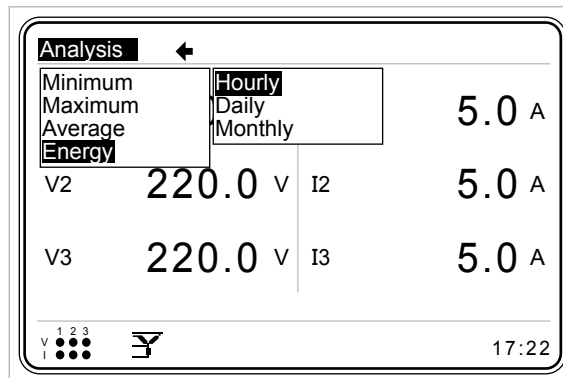 Analysis
Minimum Hourly
Maximum Daily 5.0 A
Average Monthly
Energy
V2 220.0 V I2 5.0 A
V3 220.0 V I3 5.0 A
1 2 3
V
I 17:22